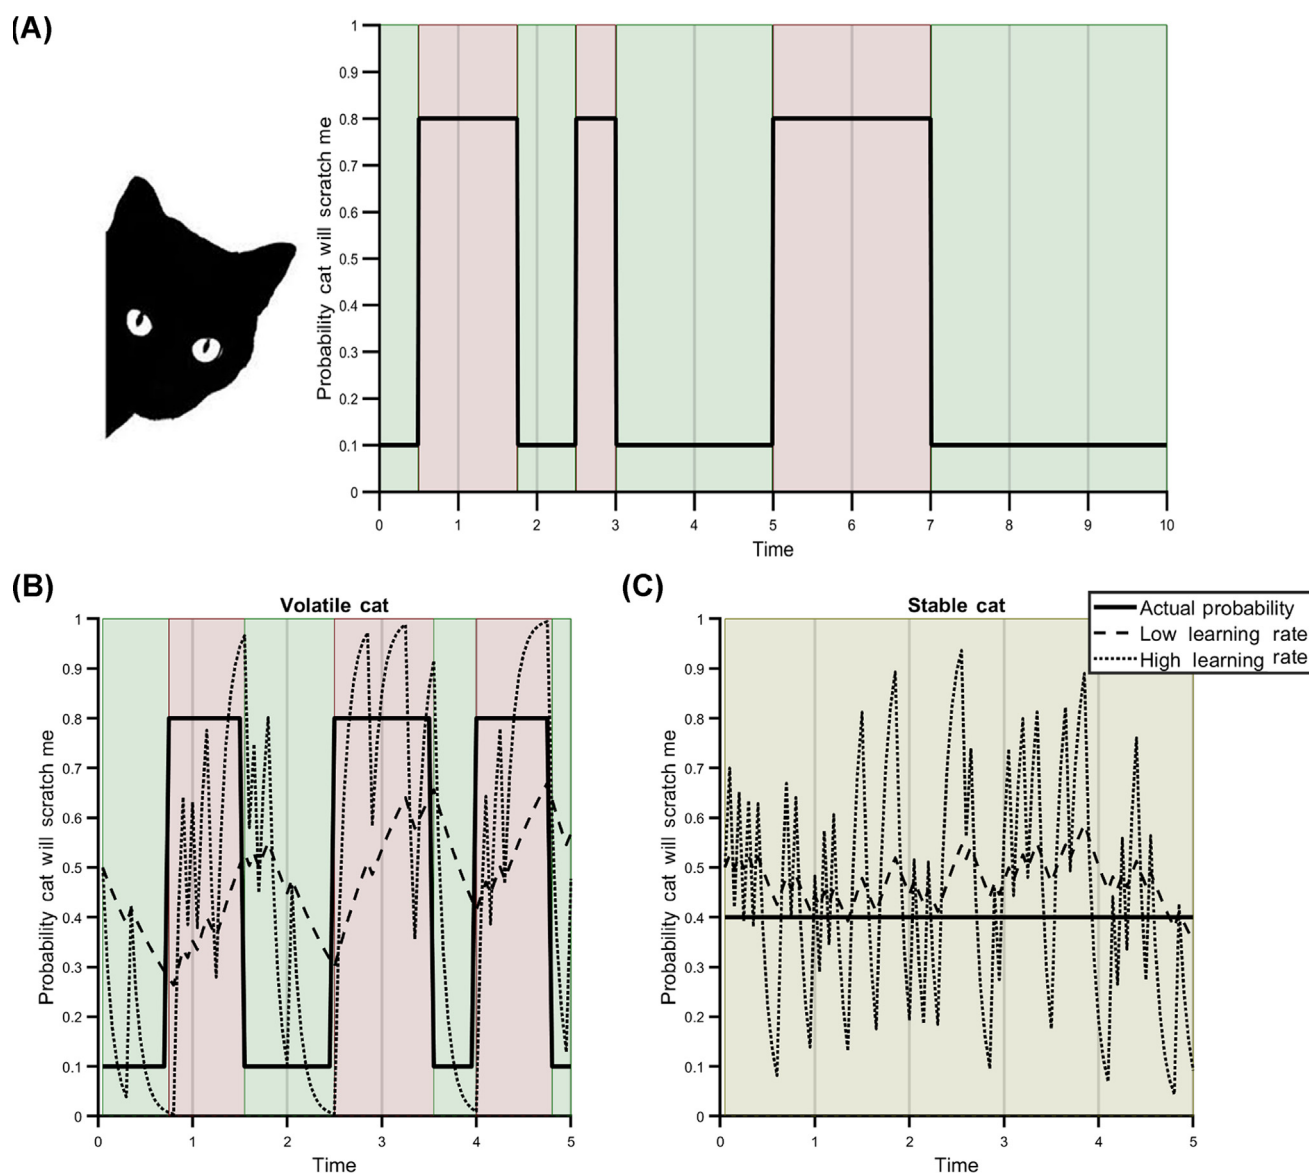 (A)
Probability cat will scratch me
1
0.9
0.8
0.7
0.6
0.5
0.4
0.3
0.2
0.1
0
0 1 2 3 4 5 6 7 8 9 10
Time
(B)
Volatile cat
Probability cat will scratch me
1
0.9
0.8
0.7
0.6
0.5
0.4
0.3
0.2
0.1
0
0 1 2 3 4 5
Time
(C)
Stable cat
Actual probability
Low learning rate
High learning rate
Probability cat will scratch me
1
0.9
0.8
0.7
0.6
0.5
0.4
0.3
0.2
0.1
0
0 1 2 3 4 5
Time